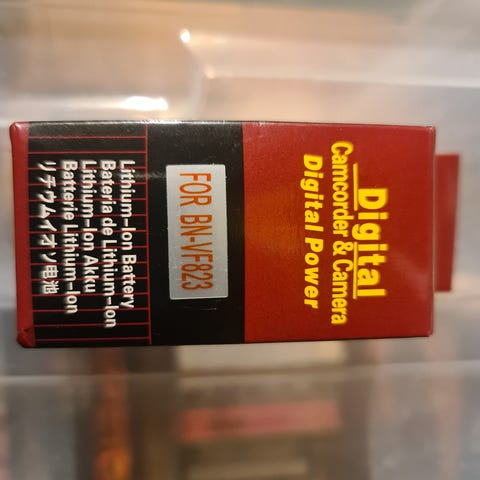 Digital
Camcorder & Camera
Digital Power
FOR BN-VF823
Lithium-Ion Battery
Bateria de Lithium-Ion
Lithium-Ion Akku
Batterie Lithium-Ion
リチウムイオン电池